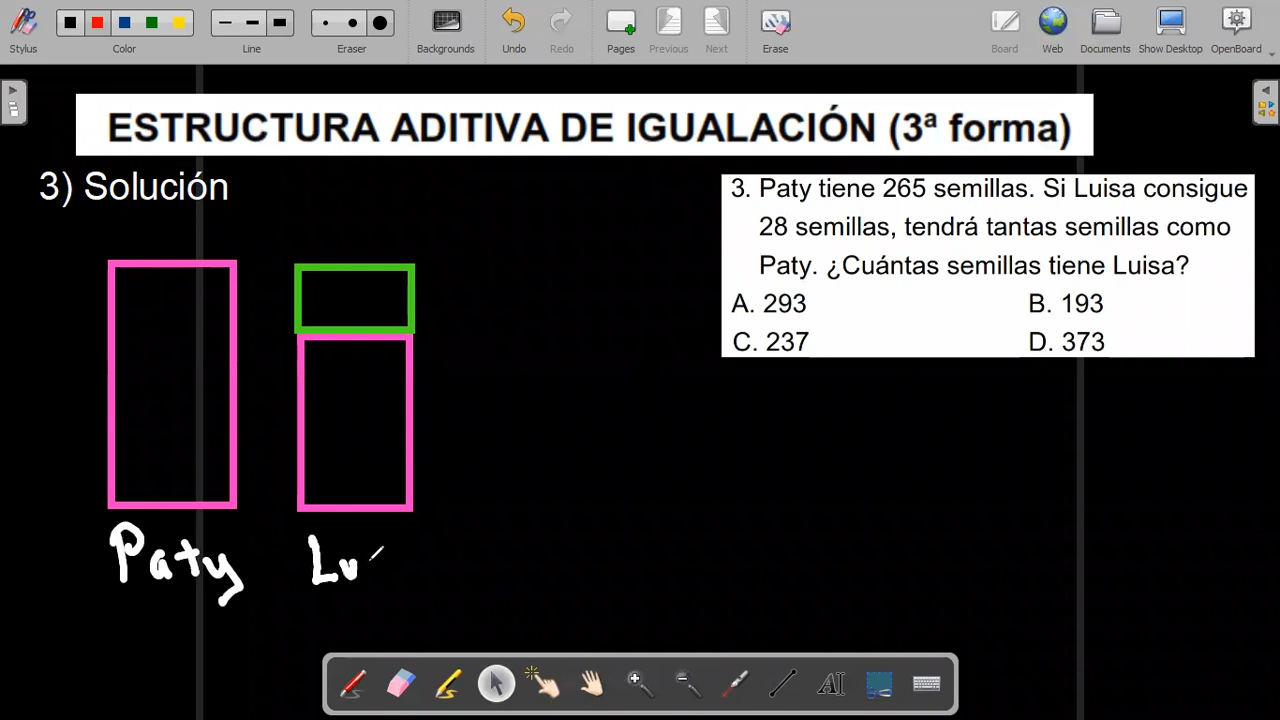 Stylus
Color
Line
Eraser
Backgrounds
Undo
Redo
Pages
Previous
Next
Erase
Board
Web
Documents
Show Desktop
OpenBoard
ESTRUCTURA ADITIVA DE IGUALACIÓN (3ª forma)
3) Solución
3. Paty tiene 265 semillas. Si Luisa consigue
28 semillas, tendrá tantas semillas como
Paty. ¿Cuántas semillas tiene Luisa?
A. 293 B. 193
C. 237 D. 373
Paty Lu
AI